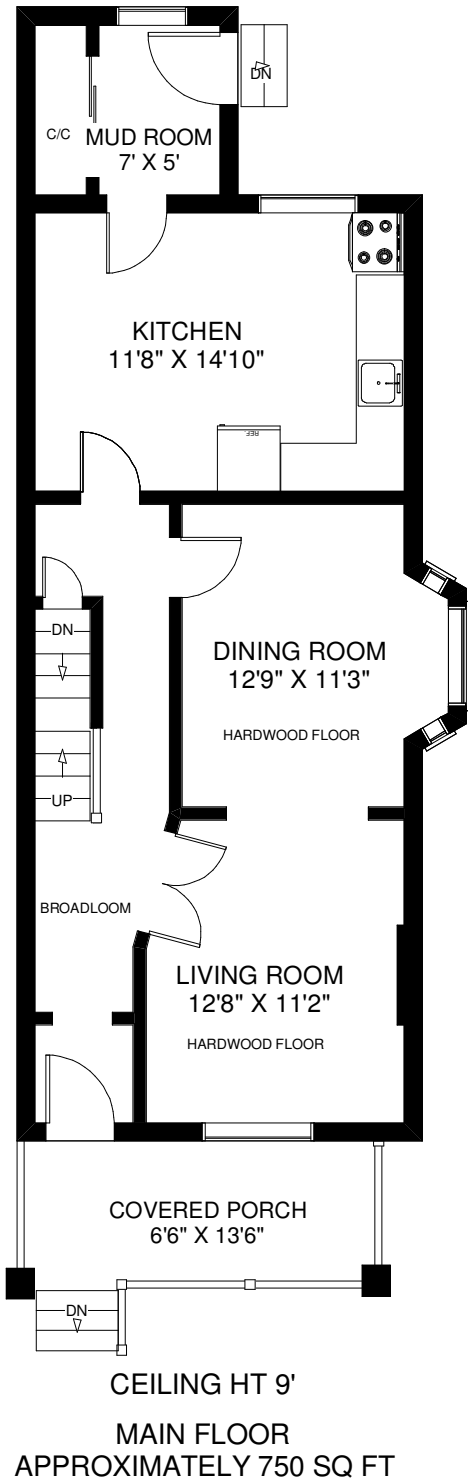 DN
C/C
MUD ROOM
7' X 5'
KITCHEN
11'8" X 14'10"
REF.
DN
DINING ROOM
12'9" X 11'3"
HARDWOOD FLOOR
UP
BROADLOOM
LIVING ROOM
12'8" X 11'2"
HARDWOOD FLOOR
COVERED PORCH
6'6" X 13'6"
DN
CEILING HT 9'
MAIN FLOOR
APPROXIMATELY 750 SQ FT